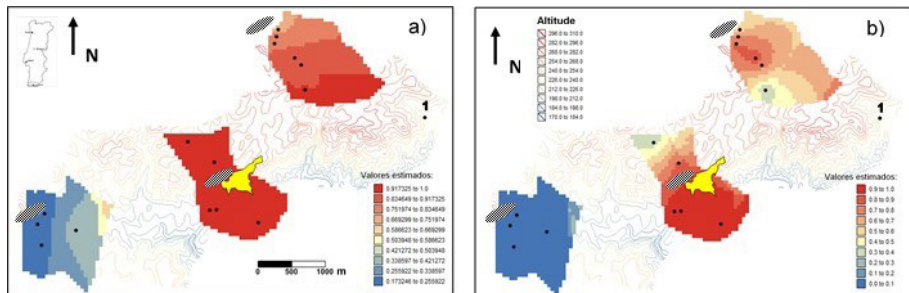 a)
N
Valores estimados:
0.917325 to 1.0
0.834649 to 0.917325
0.751974 to 0.834649
0.669299 to 0.751974
0.586623 to 0.669299
0.503948 to 0.586623
0.421272 to 0.503948
0.338597 to 0.421272
0.255922 to 0.338597
0.173246 to 0.255922
0 500 1000
m
b)
N
Altitude
296.0 to 310.0
282.0 to 296.0
268.0 to 282.0
254.0 to 268.0
240.0 to 254.0
226.0 to 240.0
212.0 to 226.0
198.0 to 212.0
184.0 to 198.0
170.0 to 184.0
1
Valores estimados:
0.9 to 1.0
0.8 to 0.9
0.7 to 0.8
0.6 to 0.7
0.5 to 0.6
0.4 to 0.5
0.3 to 0.4
0.2 to 0.3
0.1 to 0.2
0.0 to 0.1
1